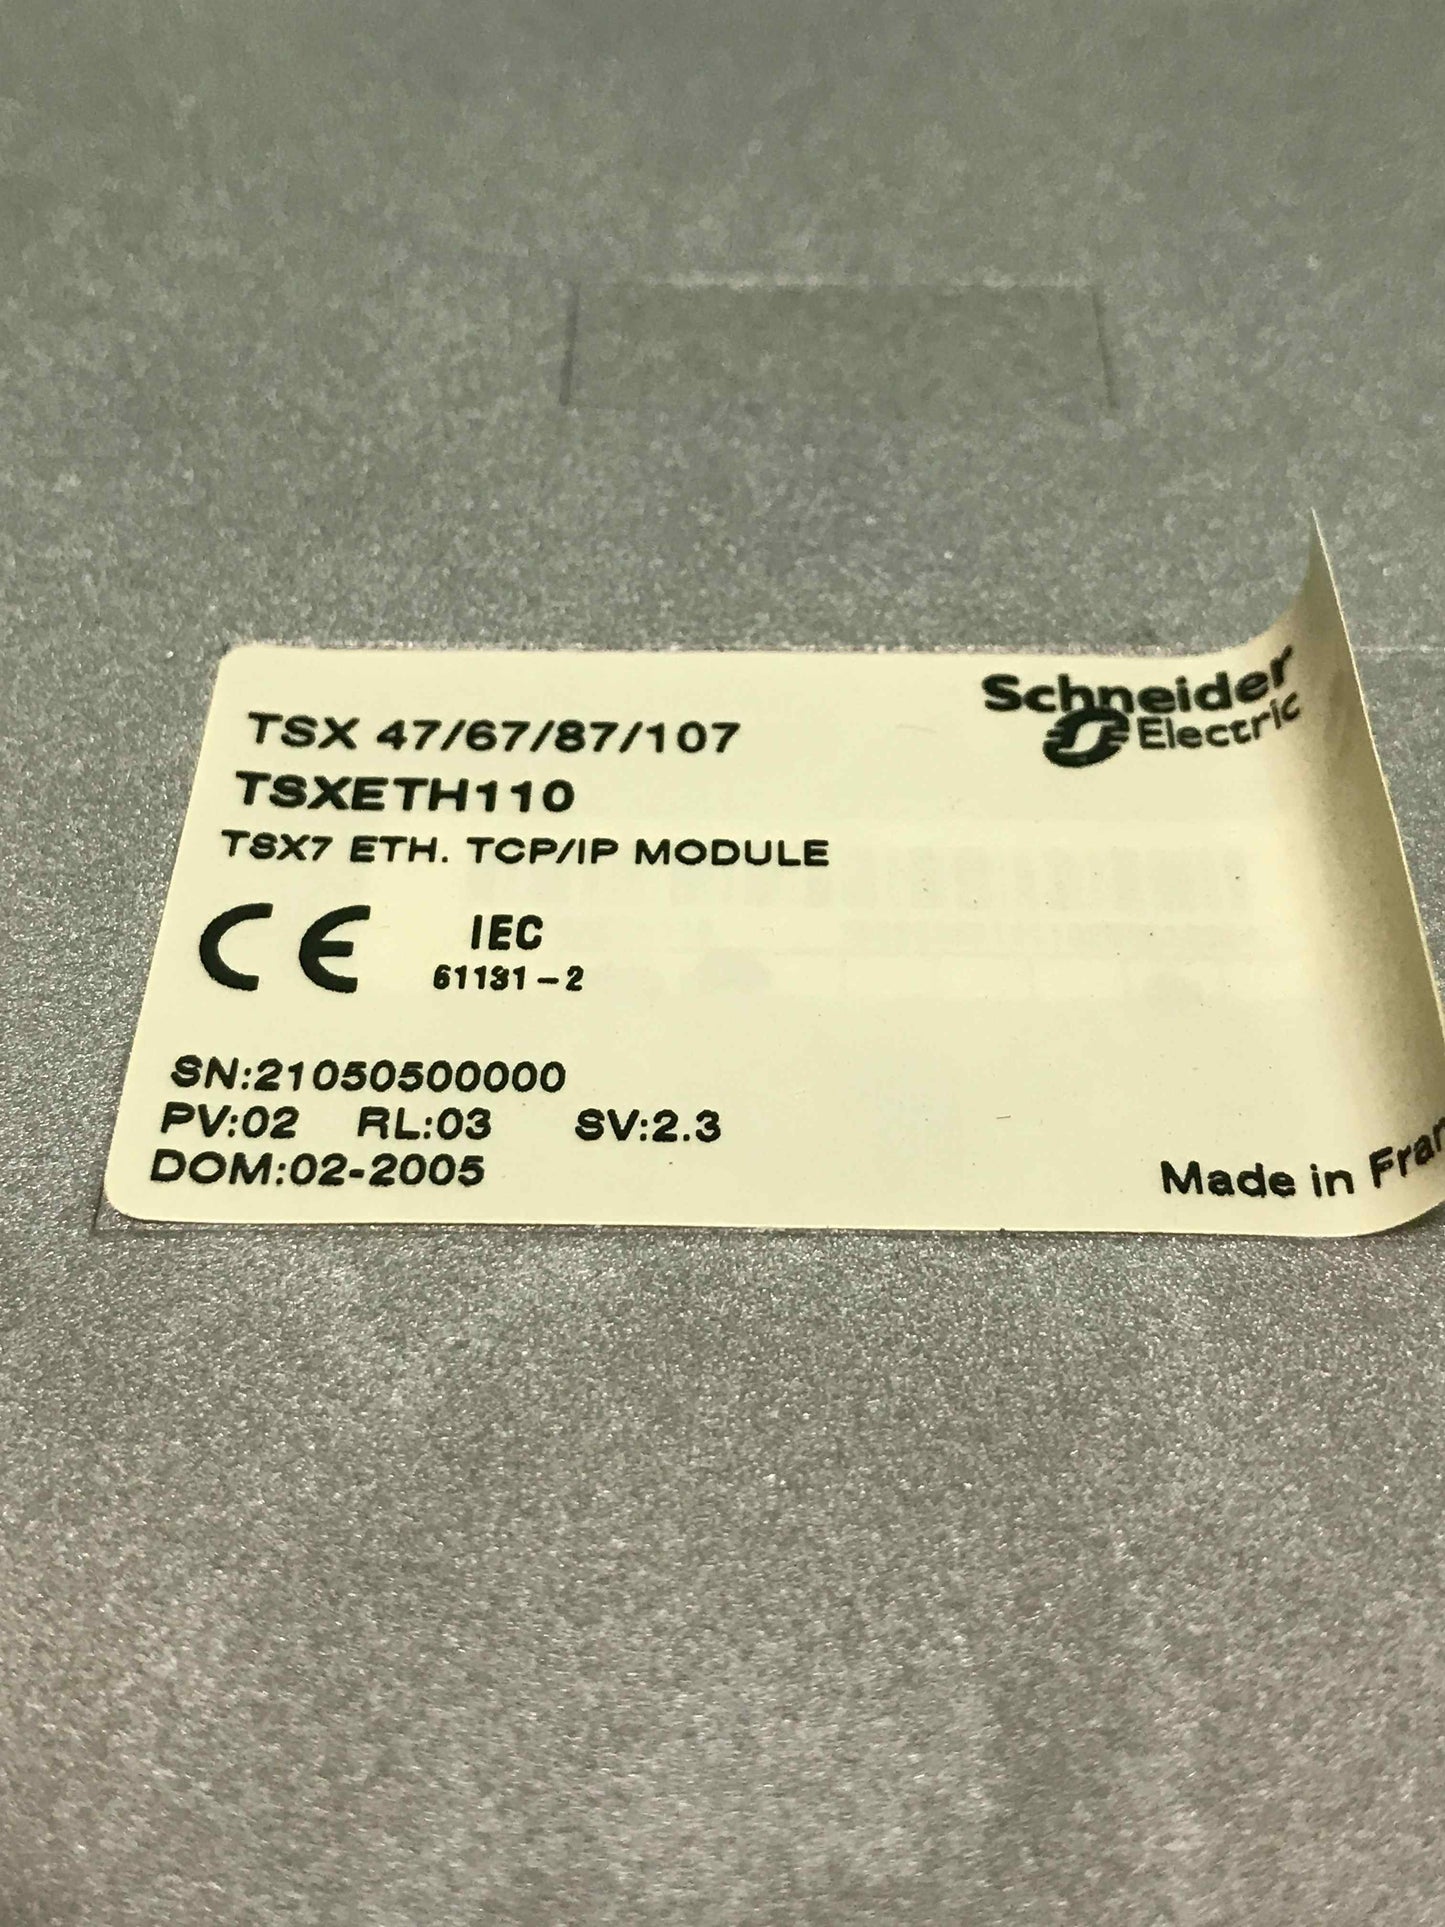 Schneider
Electric
TSX 47/67/87/107
TSXETH110
TSX7 ETH. TCP/IP MODULE
CE
IEC
61131-2
SN:21050500000
PV:02 RL:03 SV:2.3
DOM:02-2005
Made in Fran